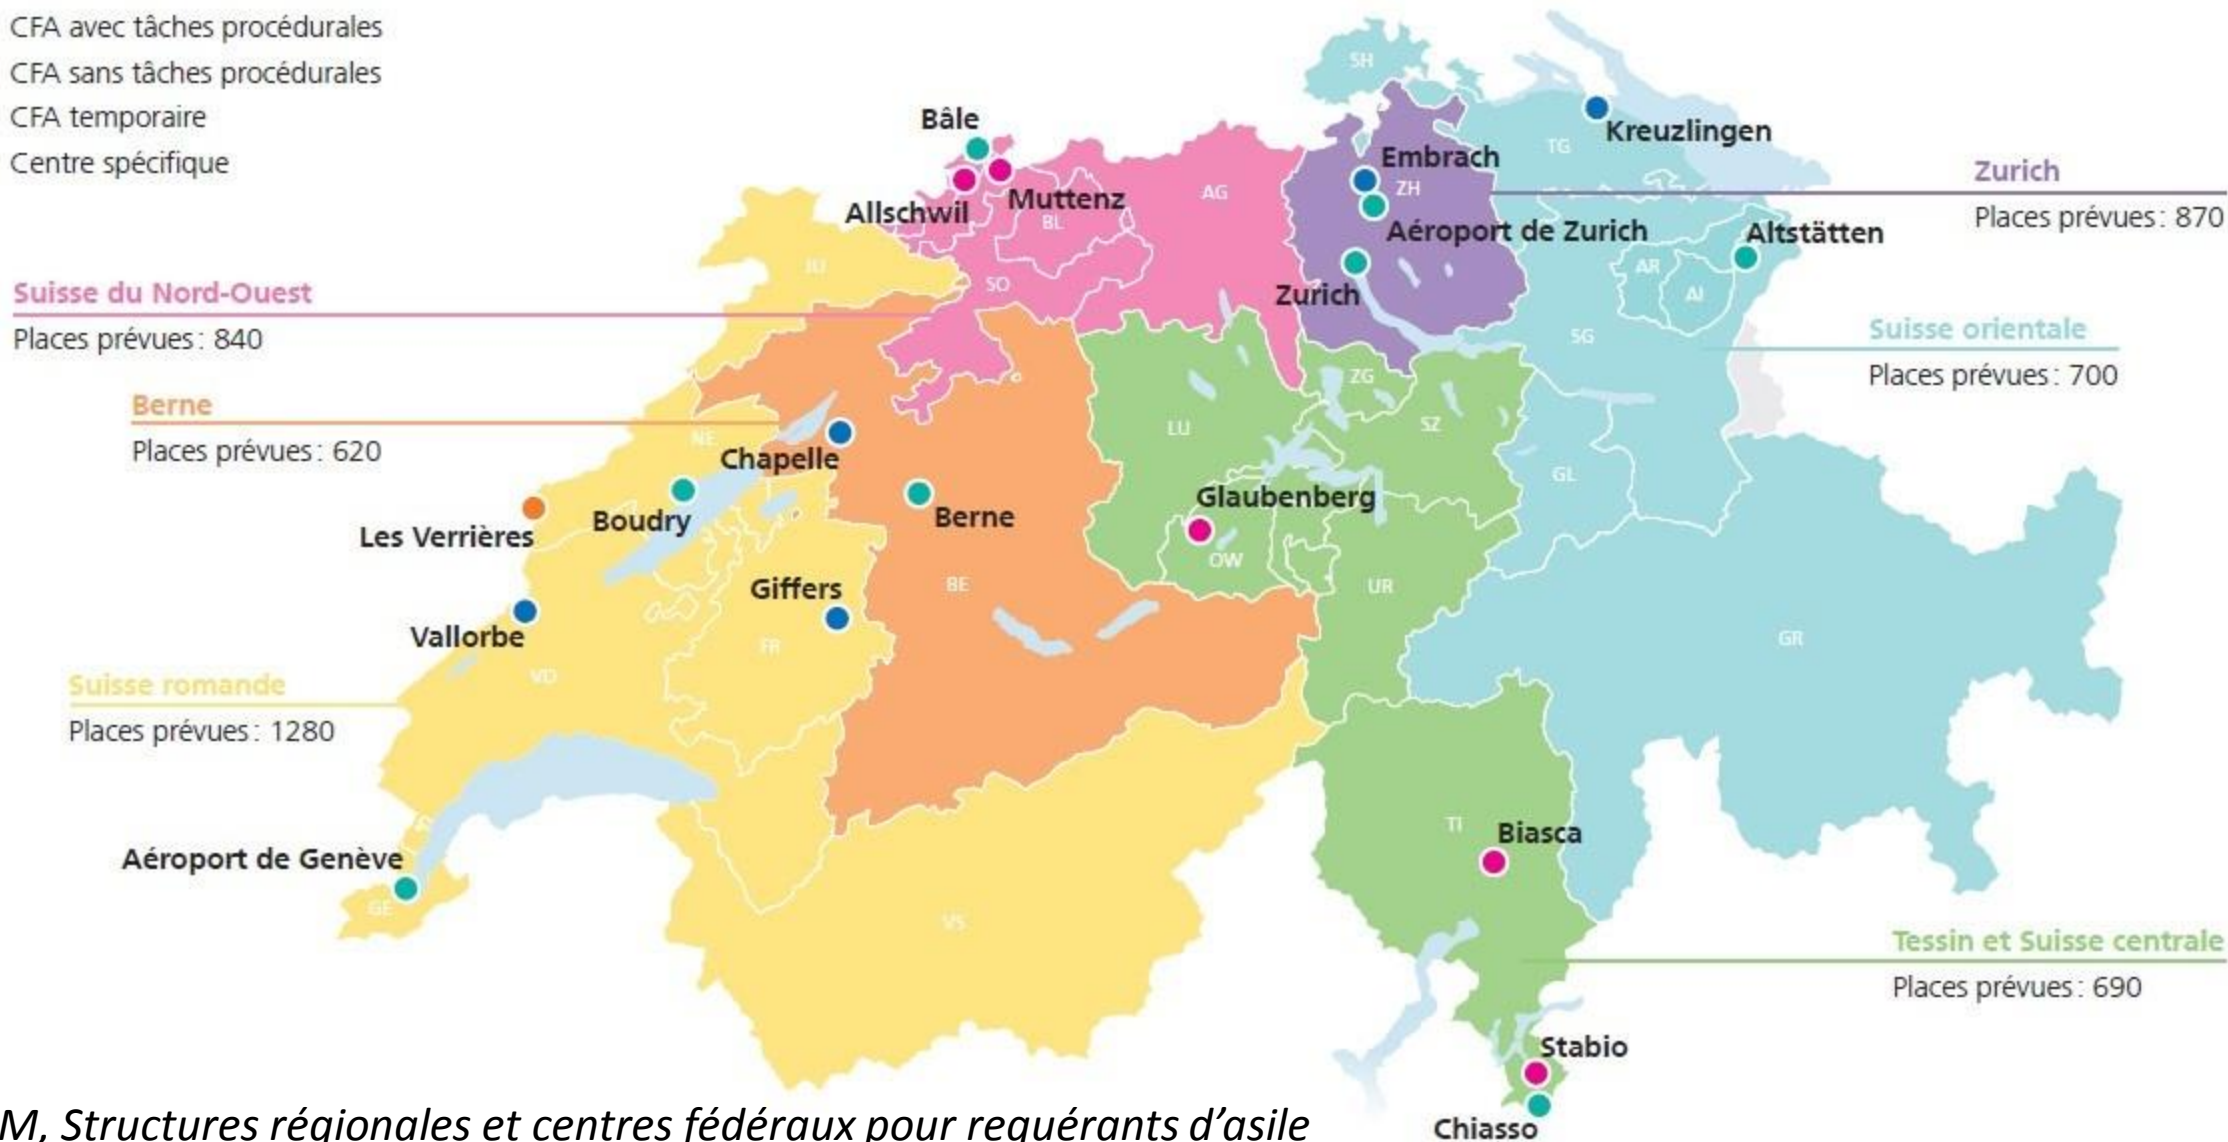 CFA avec tâches procédurales
CFA sans tâches procédurales
CFA temporaire
Centre spécifique
SH
Bâle
Kreuzlingen
TG
Embrach
Zurich
ZH
AG
Muttenz
Allschwil
BL
Places prévues : 870
Aéroport de Zurich
Altstätten
JU
AR
SO
AI
Suisse du Nord-Ouest
Zurich
Suisse orientale
Places prévues : 840
SG
Places prévues : 700
ZG
Berne
LU
SZ
NE
Places prévues : 620
Chapelle
GL
Glaubenberg
Boudry
Berne
Les Verrières
OW
Giffers
BE
UR
Vallorbe
GR
FR
VD
Suisse romande
Places prévues : 1280
TI
Biasca
Aéroport de Genève
GE
VS
Tessin et Suisse centrale
Places prévues : 690
Stabio
M, Structures régionales et centres fédéraux pour requérants d’asile
Chiasso